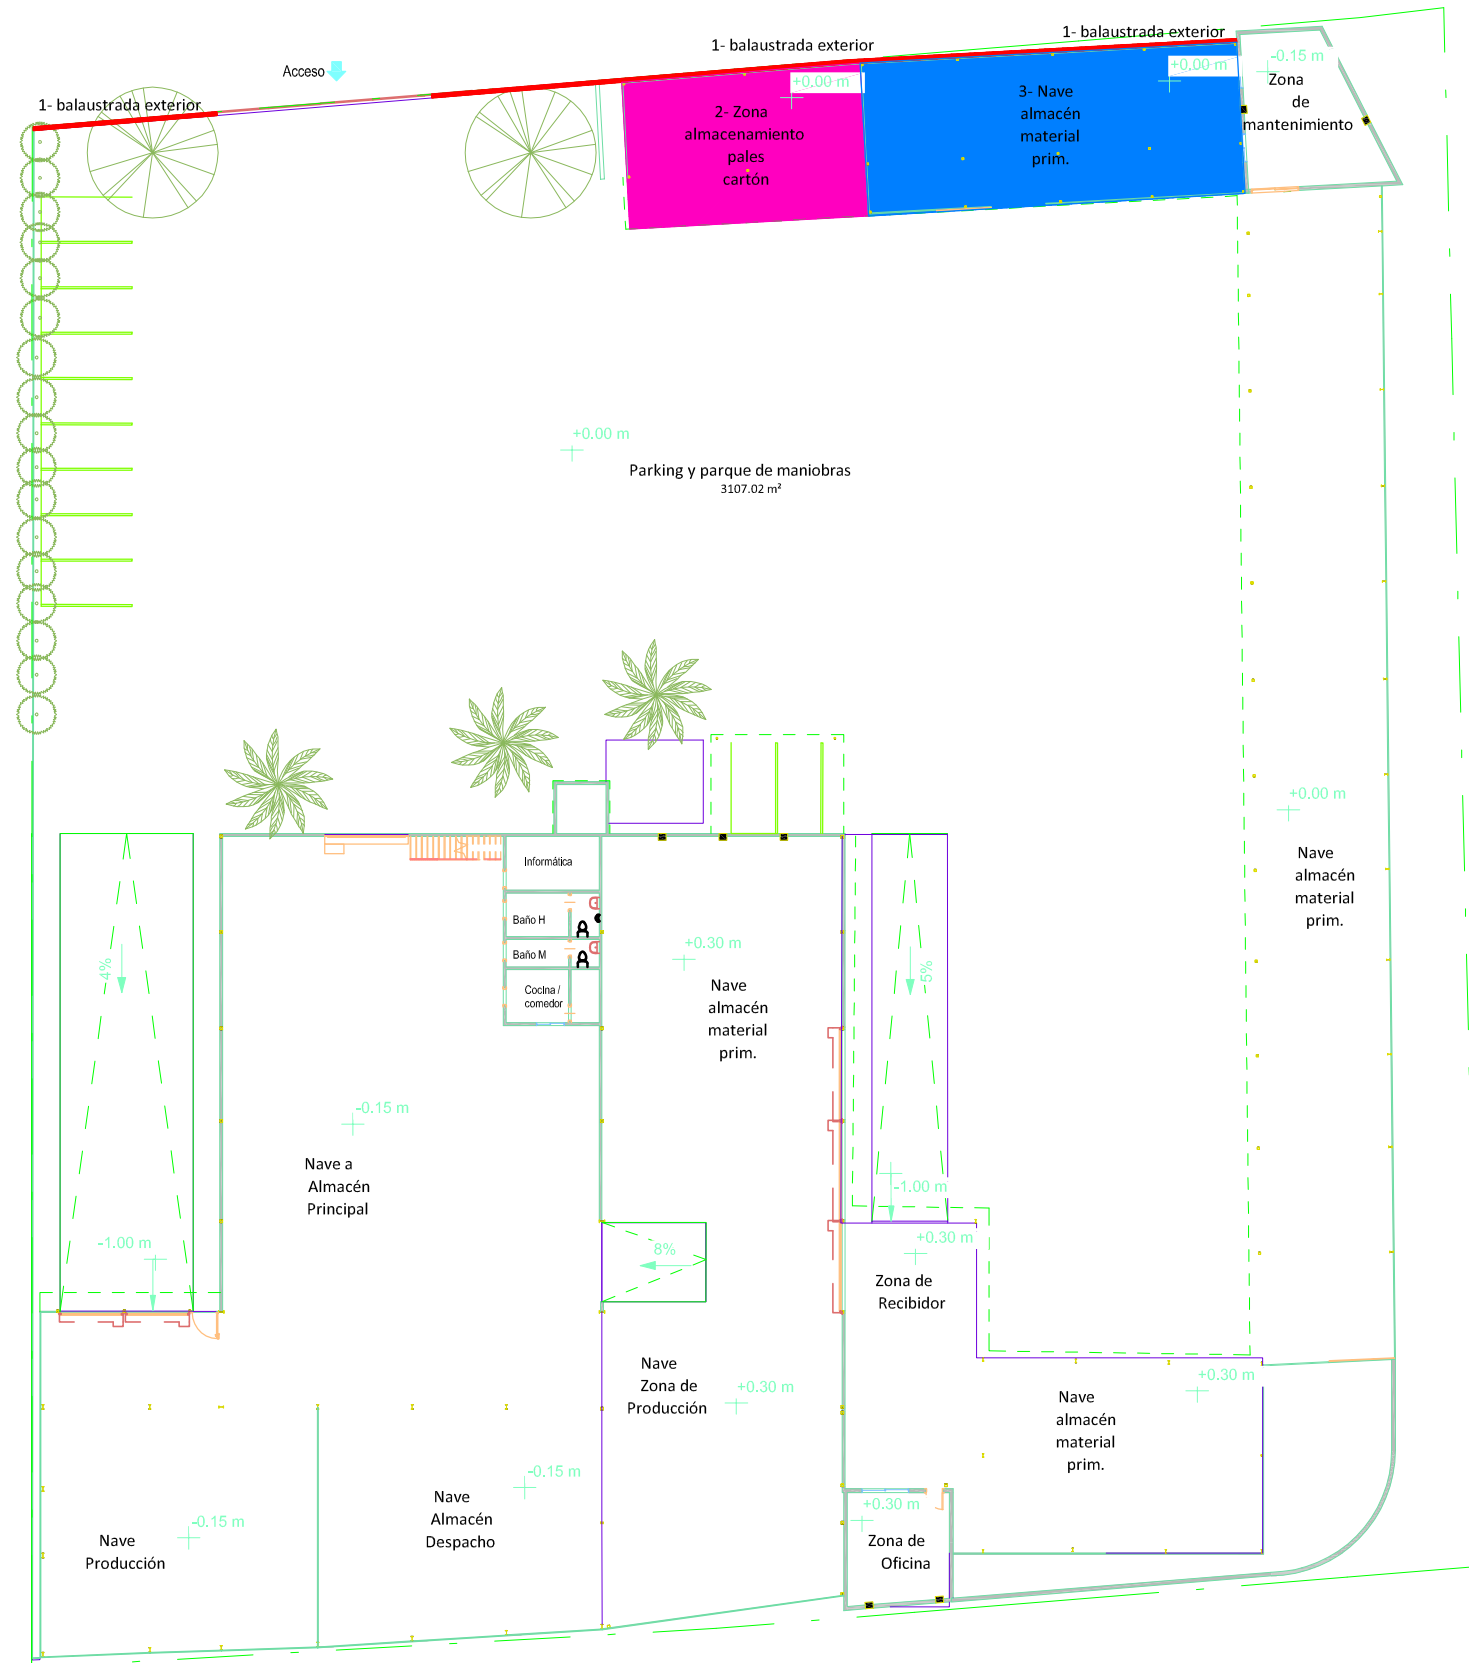 1- balaustrada exterior
1- balaustrada exterior
Acceso
1- balaustrada exterior
+0.00 m
+0.00 m
-0.15 m
2- Zona
almacenamiento
pales
cartón
3- Nave
almacén
material
prim.
Zona
de
mantenimiento
+0.00 m
Parking y parque de maniobras
3107.02 m²
+0.00 m
Nave
almacén
material
prim.
Informática
Baño H
Baño M
Cocina /
comedor
4%
+0.30 m
Nave
almacén
material
prim.
5%
-0.15 m
Nave a
Almacén
Principal
-1.00 m
-1.00 m
8%
+0.30 m
Zona de
Recibidor
Nave
Zona de
Producción
+0.30 m
+0.30 m
Nave
almacén
material
prim.
-0.15 m
Nave
Almacén
Despacho
-0.15 m
Nave
Producción
+0.30 m
Zona de
Oficina